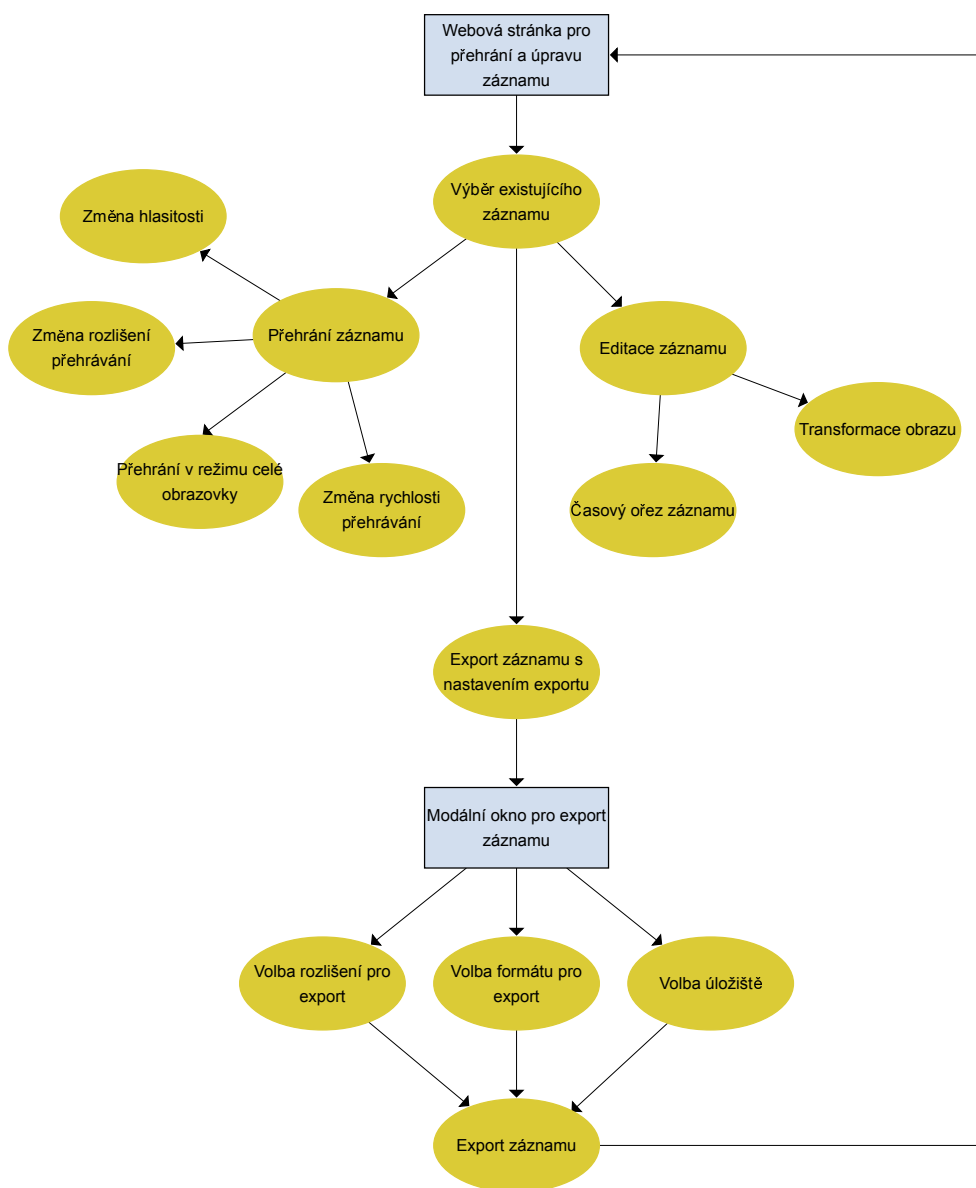 Webová stránka pro
přehrání a úpravu
záznamu
Výběr existujícího
záznamu
Změna hlasitosti
Změna rozlišení
přehrávání
Přehrání záznamu
Editace záznamu
Transformace obrazu
Přehrání v režimu celé
obrazovky
Změna rychlosti
přehrávání
Časový ořez záznamu
Export záznamu s
nastavením exportu
Modální okno pro export
záznamu
Volba rozlišení pro
export
Volba formátu pro
export
Volba úložiště
Export záznamu